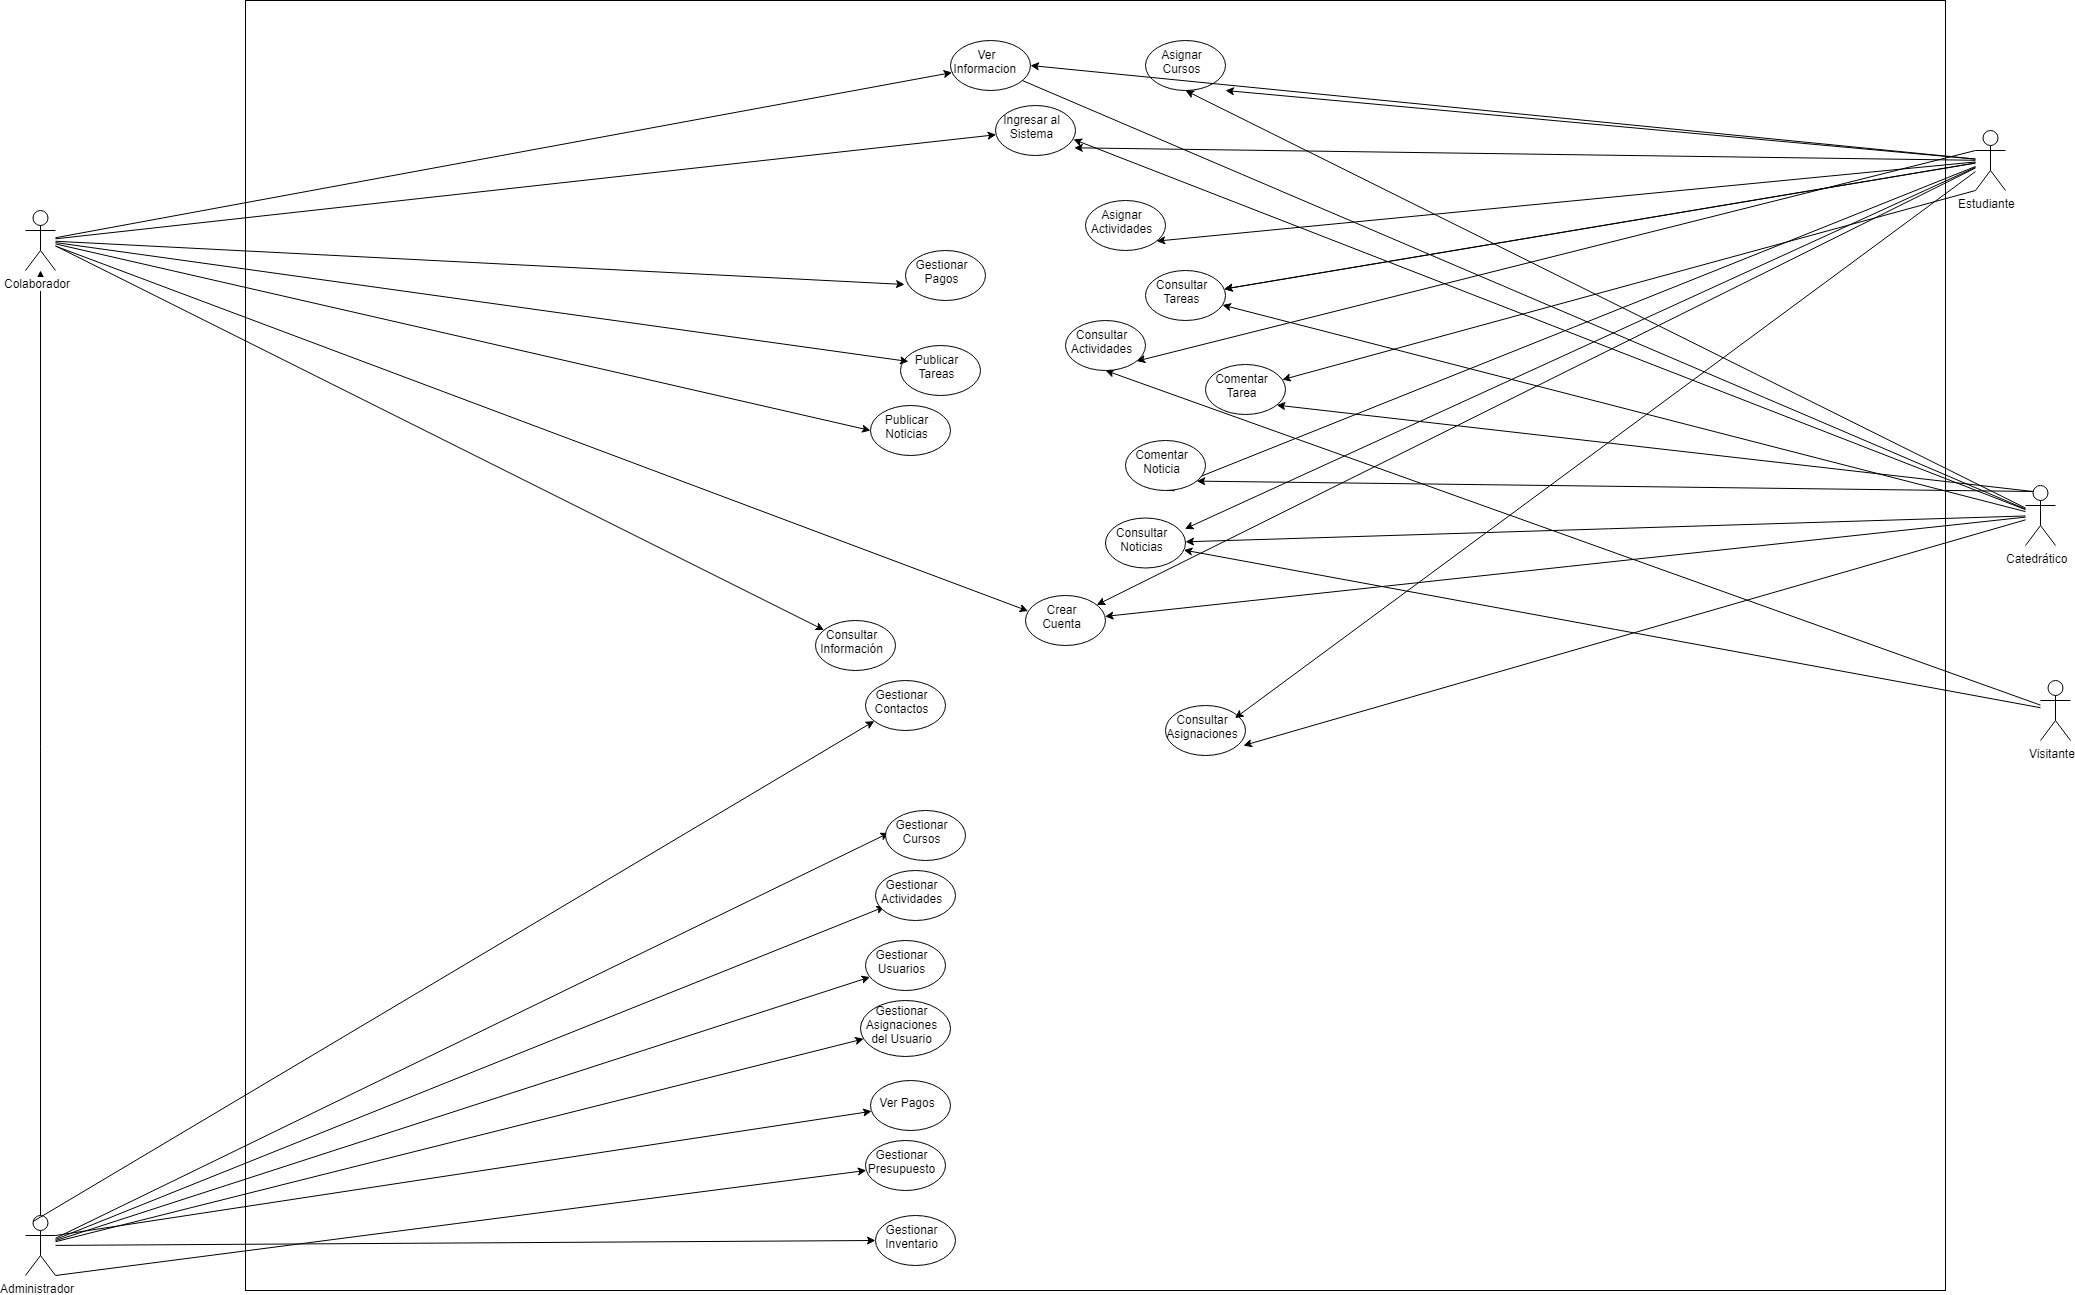 Ver
Informacion
Asignar
Cursos
Ingresar al
Sistema
Estudiante
Asignar
Actividades
Colaborador
Gestionar
Pagos
Consultar
Tareas
Consultar
Actividades
Publicar
Tareas
Comentar
Tarea
Publicar
Noticias
Comentar
Noticia
Consultar
Noticias
Catedrático
Crear
Cuenta
Consultar
Información
Gestionar
Contactos
Consultar
Asignaciones
Visitante
Gestionar
Cursos
Gestionar
Actividades
Gestionar
Usuarios
Gestionar
Asignaciones
del Usuario
Ver Pagos
Gestionar
Presupuesto
Gestionar
Inventario
Administrador